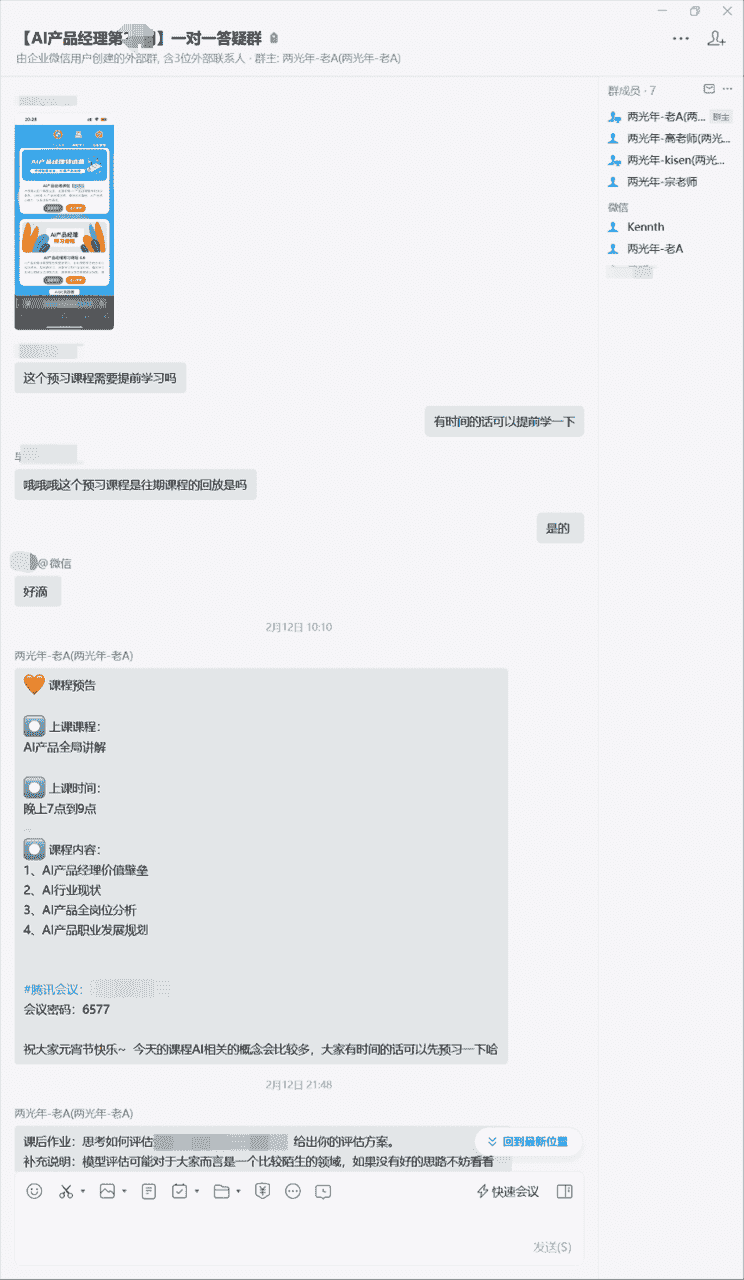 【AI产品经理第 】一对一答疑群
由企业微信用户创建的外部群, 含3位外部联系人 · 群主: 两光年-老A(两光年-老A)
群成员 · 7
两光年-老A(两... 群主
两光年-高老师(两光...
两光年-kisen(两光...
两光年-宗老师
微信
Kennth
两光年-老A
AI产品经理
这个预习课程需要提前学习吗
有时间的话可以提前学一下
哦哦哦这个预习课程是往期课程的回放是吗
是的
@微信
好滴
2月12日 10:10
两光年-老A(两光年-老A)
课程预告
上课课程：
AI产品全局讲解
上课时间：
晚上7点到9点
课程内容：
1、AI产品经理价值壁垒
2、AI行业现状
3、AI产品全岗位分析
4、AI产品职业发展规划
#腾讯会议：
会议密码：6577
祝大家元宵节快乐~ 今天的课程AI相关的概念会比较多，大家有时间的话可以先预习一下哈
2月12日 21:48
两光年-老A(两光年-老A)
课后作业：思考如何评估 给出你的评估方案。
补充说明：模型评估可能对于大家而言是一个比较陌生的领域，如果没有好的思路不妨看看
回到最新位置
快速会议
发送(S)